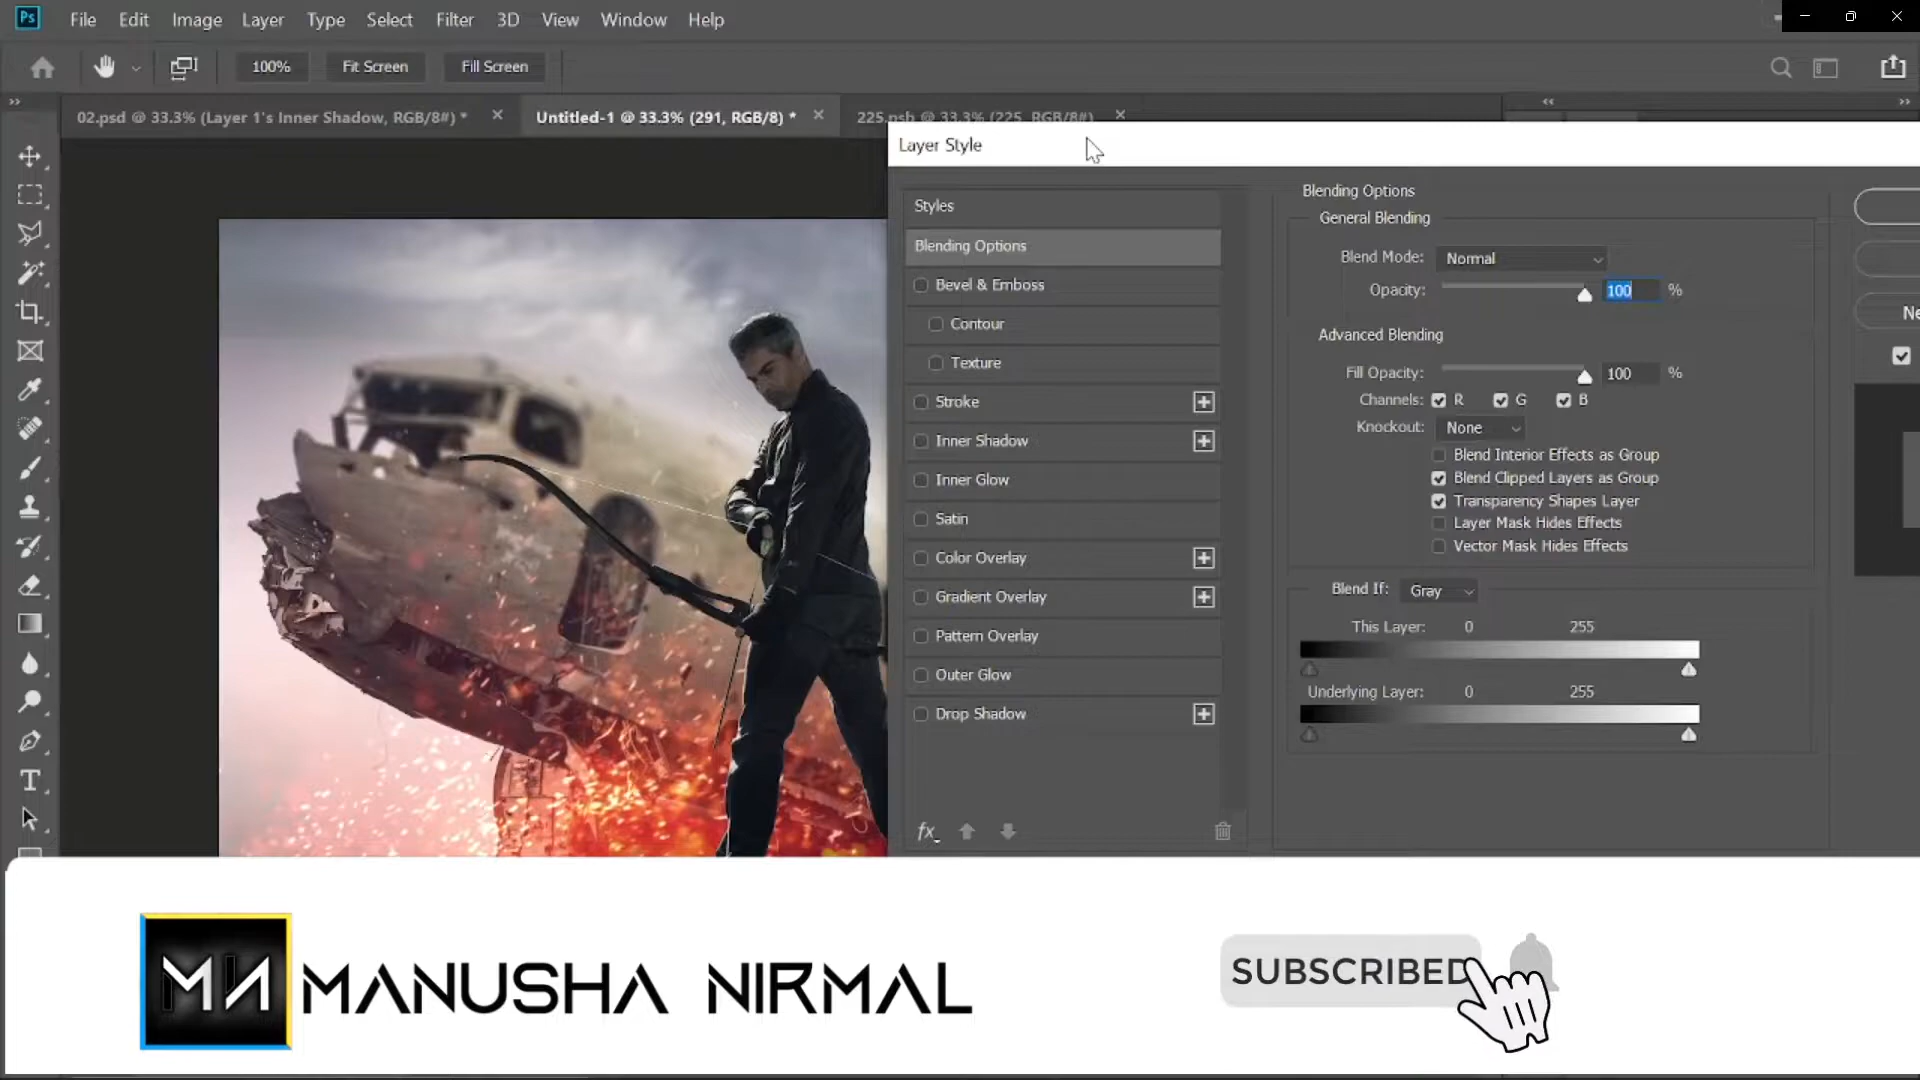 Ps File Edit Image Layer Type Select Filter 3D View Window Help
100% Fit Screen Fill Screen
02.psd @ 33.3% (Layer 1's Inner Shadow, RGB/8#) * Untitled-1 @ 33.3% (291, RGB/8) * 225.psb @ 33.3% (225, RGB/8#)
Layer Style
Styles
Blending Options
Bevel & Emboss
Contour
Texture
Stroke
Inner Shadow
Inner Glow
Satin
Color Overlay
Gradient Overlay
Pattern Overlay
Outer Glow
Drop Shadow
fx
Blending Options
General Blending
Blend Mode: Normal
Opacity: 100 %
Advanced Blending
Fill Opacity: 100 %
Channels: R G B
Knockout: None
Blend Interior Effects as Group
Blend Clipped Layers as Group
Transparency Shapes Layer
Layer Mask Hides Effects
Vector Mask Hides Effects
Blend If: Gray
This Layer: 0 255
Underlying Layer: 0 255
MN MANUSHA NIRMAL
SUBSCRIBED